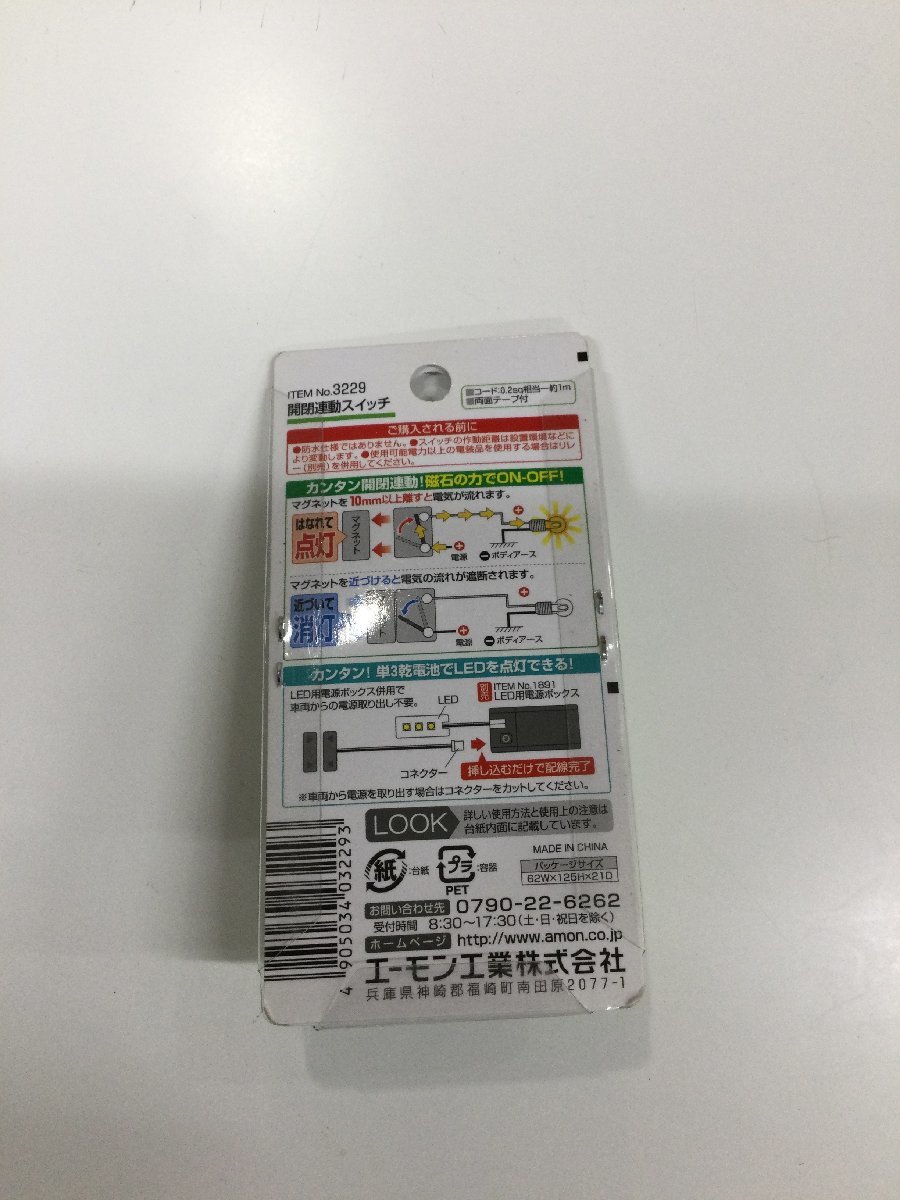 ITEM No.3229
開閉連動スイッチ
■コード:0.2sq相当一約1m
■両面テープ付
ご購入される前に
●防水仕様ではありません。●スイッチの作動距離は設置環境などに
より変動します。●使用可能電力以上の電装品を使用する場合はリレ
ー(別売)を併用してください。
カンタン開閉連動!磁石の力でON-OFF!
マグネットを10mm以上離すと電気が流れます。
はなれて
点灯
マグネット
電源
ボディアース
マグネットを近づけると電気の流れが遮断されます。
近づいて
消灯
ト
電源
ボディアース
カンタン!単3乾電池でLEDを点灯できる!
LED用電源ボックス併用で
車両からの電源取り出し不要。
LED
別売
ITEM No.1891
LED用電源ボックス
コネクター
挿し込むだけで配線完了
※車両から電源を取り出す場合はコネクターをカットしてください。
LOOK
詳しい使用方法と使用上の注意は
台紙内面に記載しています。
紙
:台紙
プラ
:容器
PET
MADE IN CHINA
パッケージサイズ
62W×125H×21D
お問い合わせ先 0790-22-6262
受付時間 8:30~17:30(土・日・祝日を除く)
ホームページ http://www.amon.co.jp
エーモン工業株式会社
兵庫県神崎郡福崎町南田原2077-1
4 905034 032293